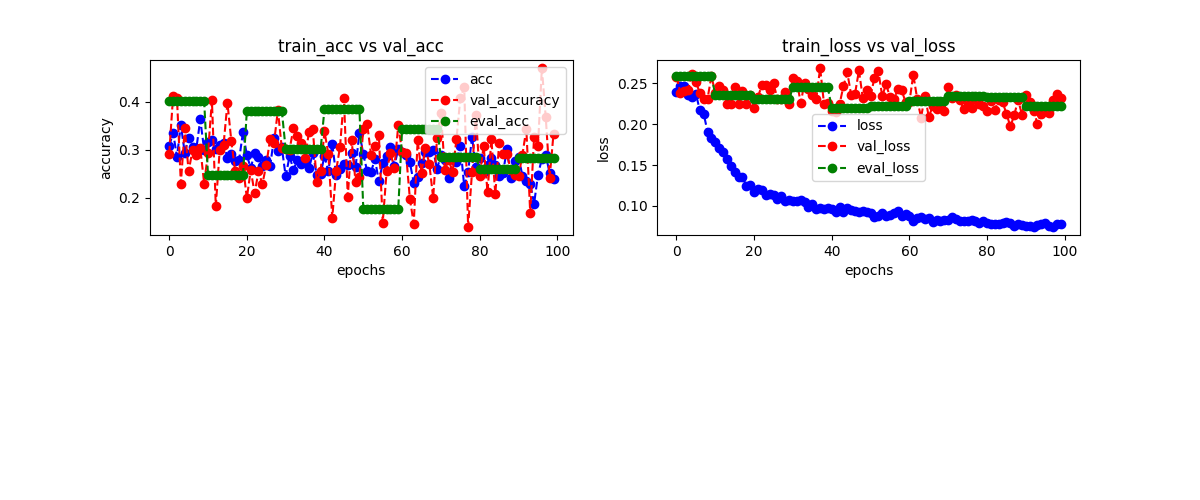 train_acc vs val_acc
accuracy
0.4
0.3
0.2
acc
val_accuracy
eval_acc
0 20 40 60 80 100
epochs
train_loss vs val_loss
loss
0.25
0.20
0.15
0.10
loss
val_loss
eval_loss
0 20 40 60 80 100
epochs